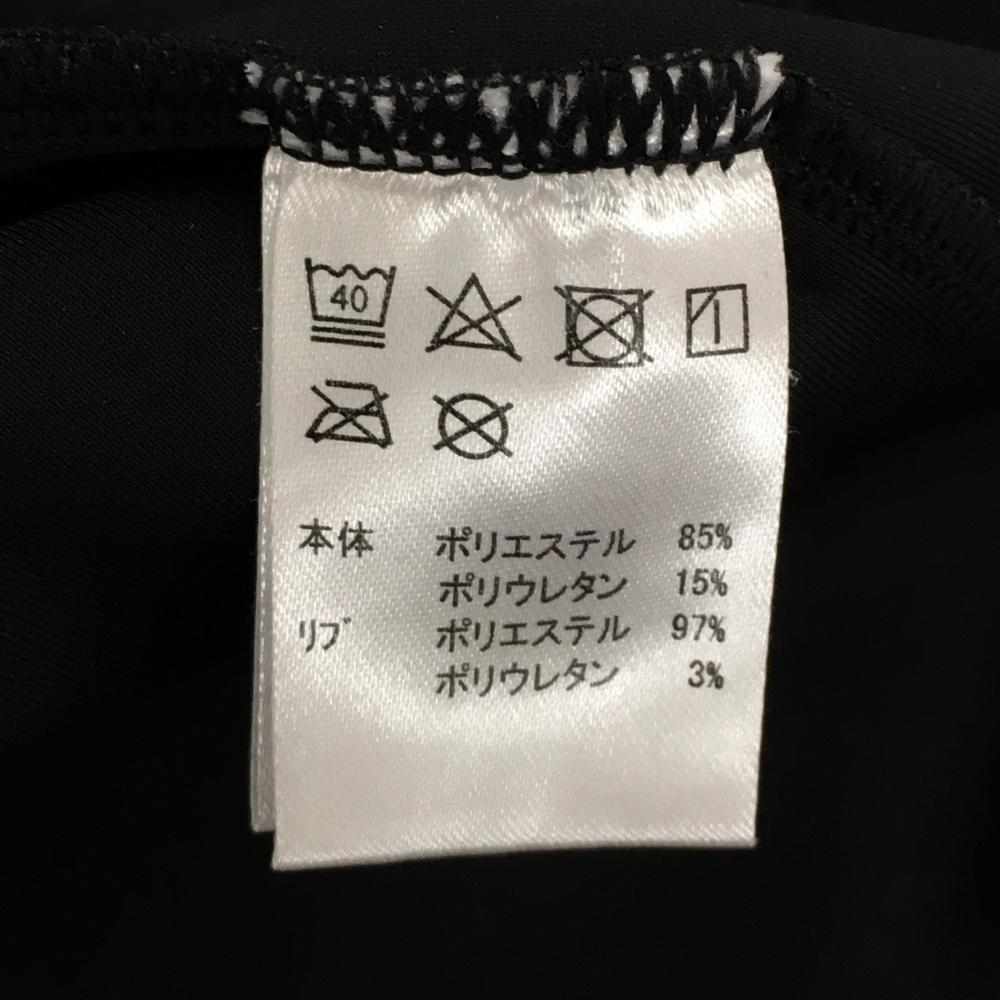 40
本体 ポリエステル 85%
ポリウレタン 15%
リブ ポリエステル 97%
ポリウレタン 3%